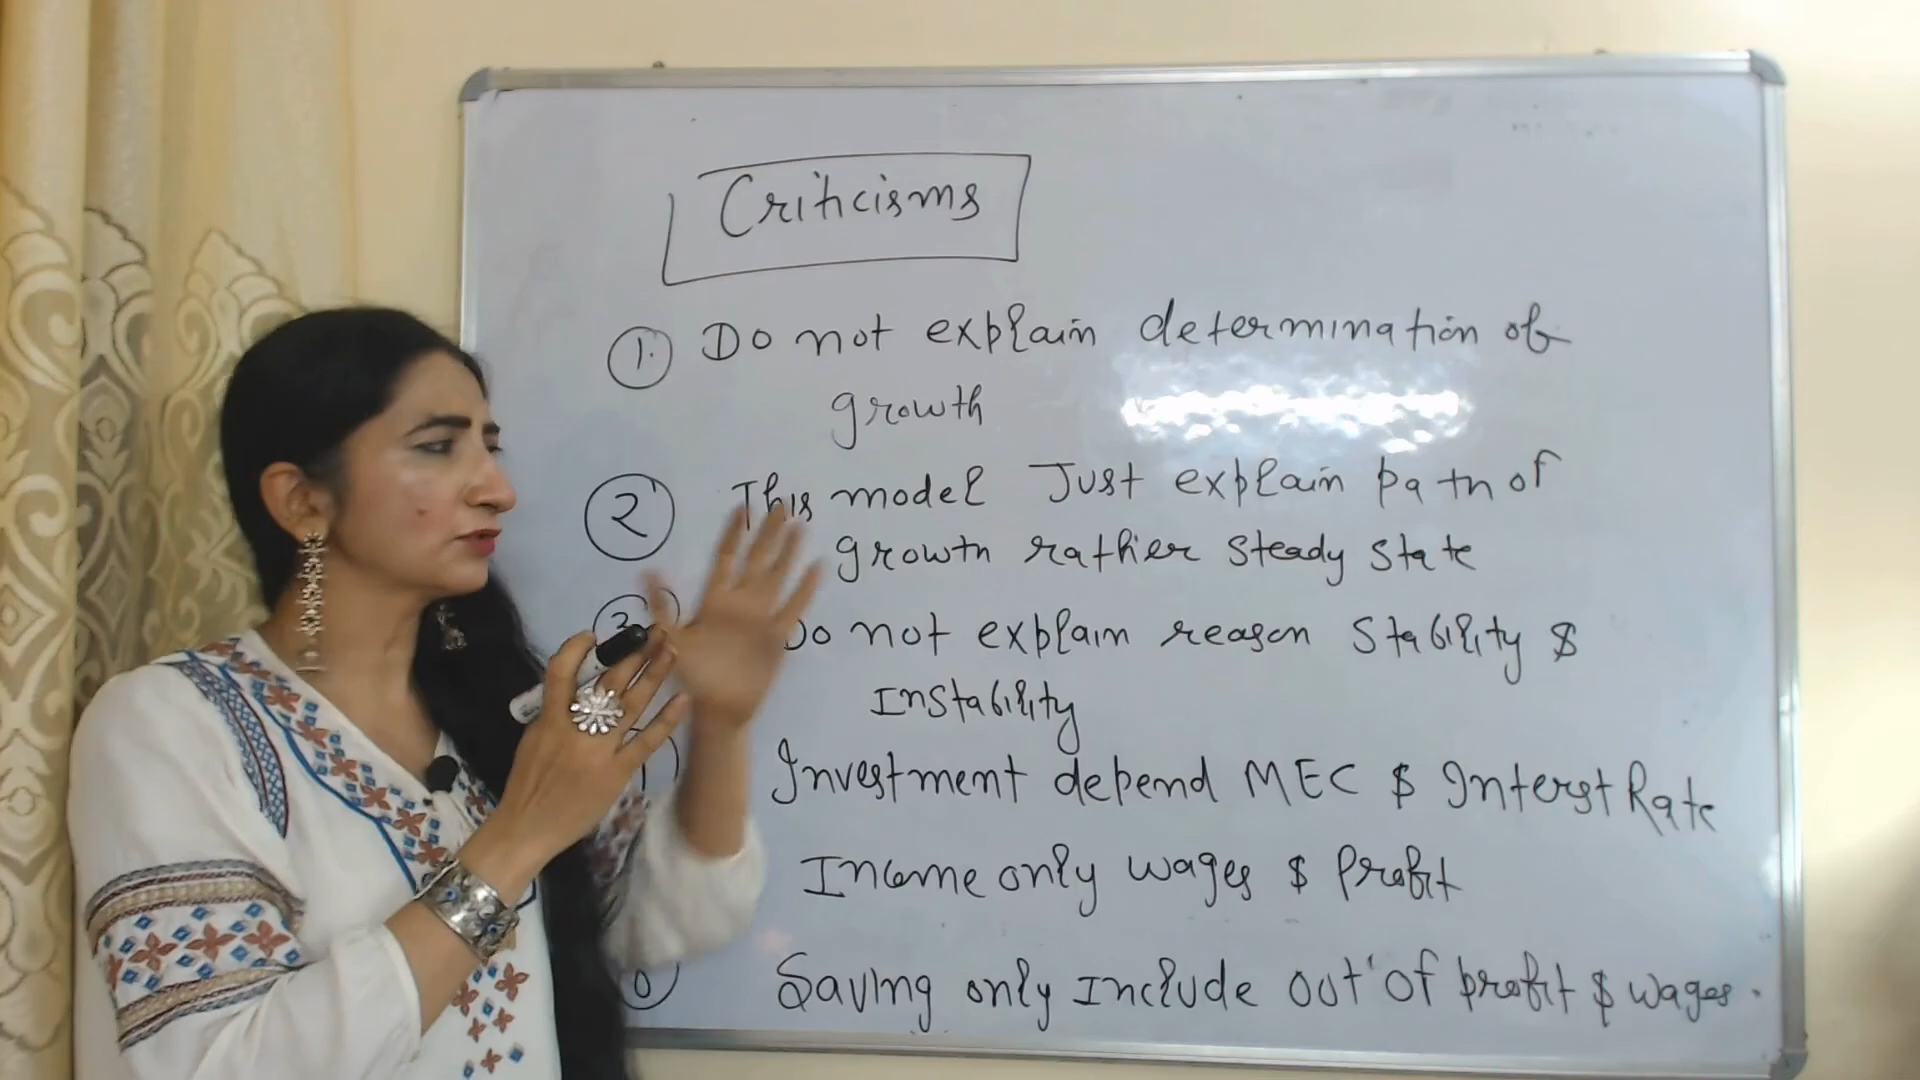 Criticisms
1. Do not explain determination of
growth
2 This model Just explain path of
growth rather steady state
3 Do not explain reason Stability &
Instability
Investment depend MEC & Interst Rate
Income only wages & Profit
Saving only Include out of profit & wages.